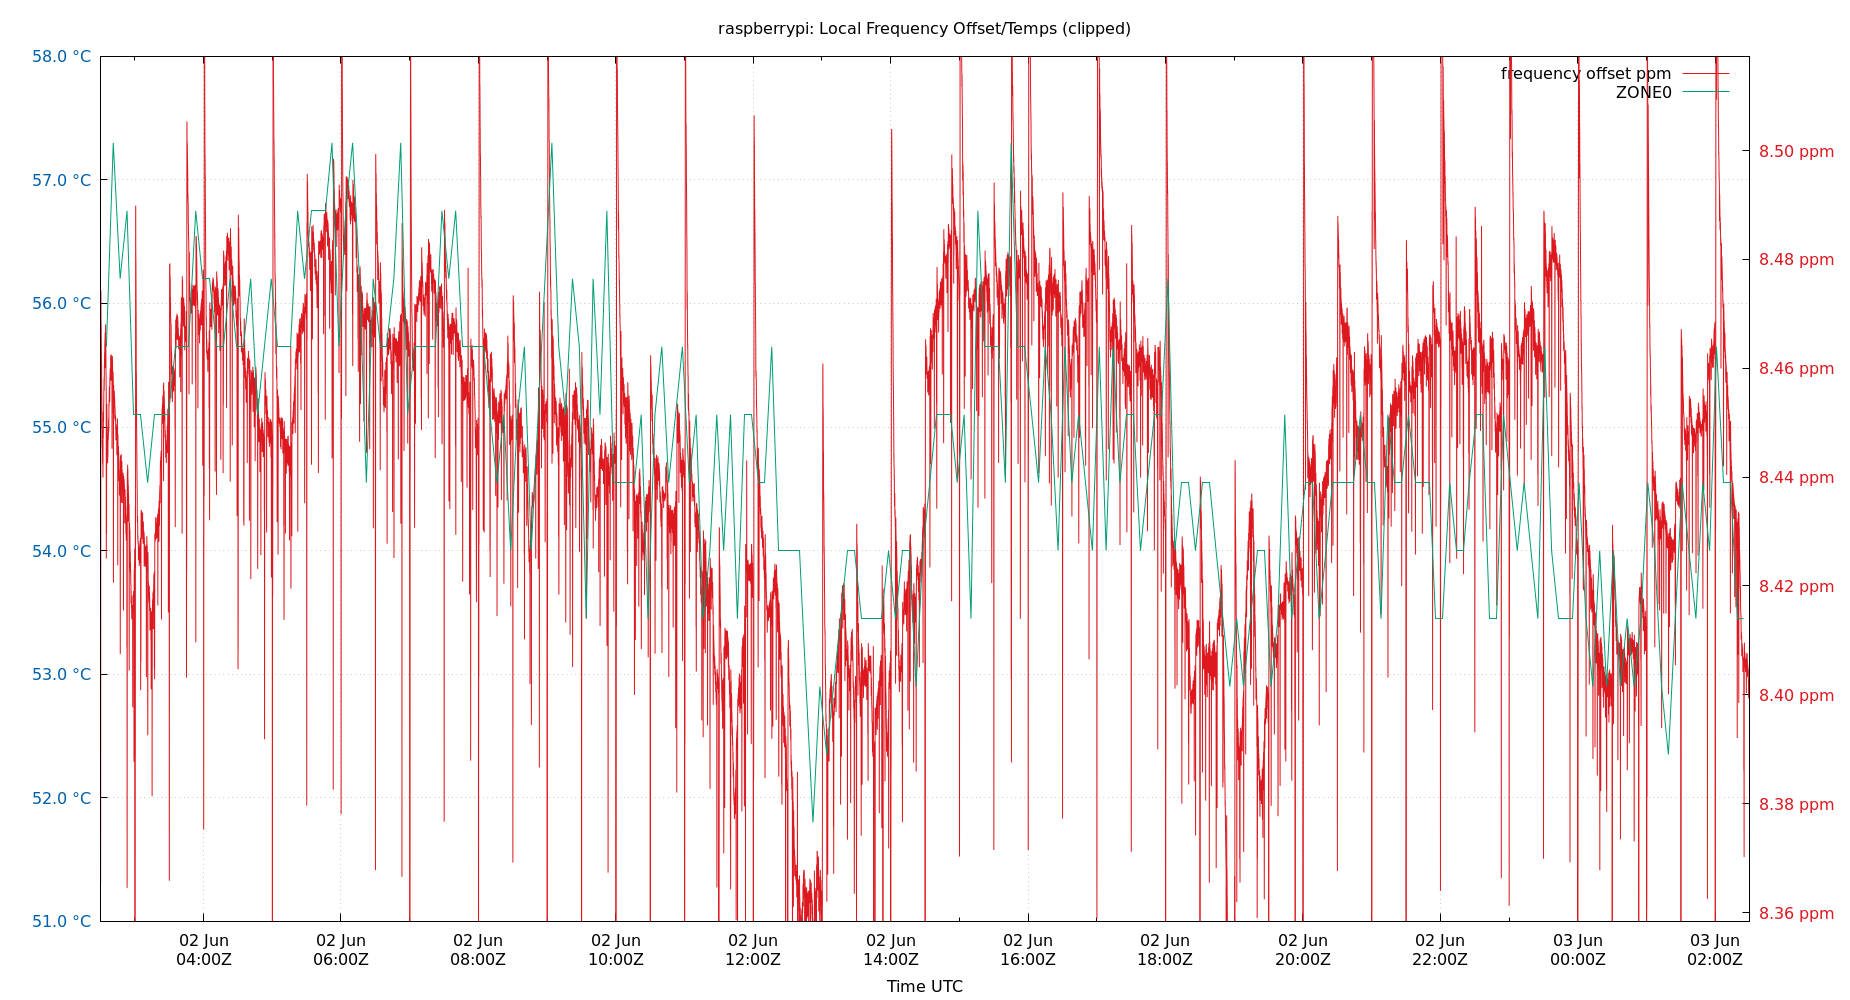 raspberrypi: Local Frequency Offset/Temps (clipped)
58.0 °C
57.0 °C
56.0 °C
55.0 °C
54.0 °C
53.0 °C
52.0 °C
51.0 °C
frequency offset ppm
ZONE0
8.50 ppm
8.48 ppm
8.46 ppm
8.44 ppm
8.42 ppm
8.40 ppm
8.38 ppm
8.36 ppm
02 Jun 02 Jun 02 Jun 02 Jun 02 Jun 02 Jun 02 Jun 02 Jun 02 Jun 02 Jun 03 Jun 03 Jun
04:00Z 06:00Z 08:00Z 10:00Z 12:00Z 14:00Z 16:00Z 18:00Z 20:00Z 22:00Z 00:00Z 02:00Z
Time UTC